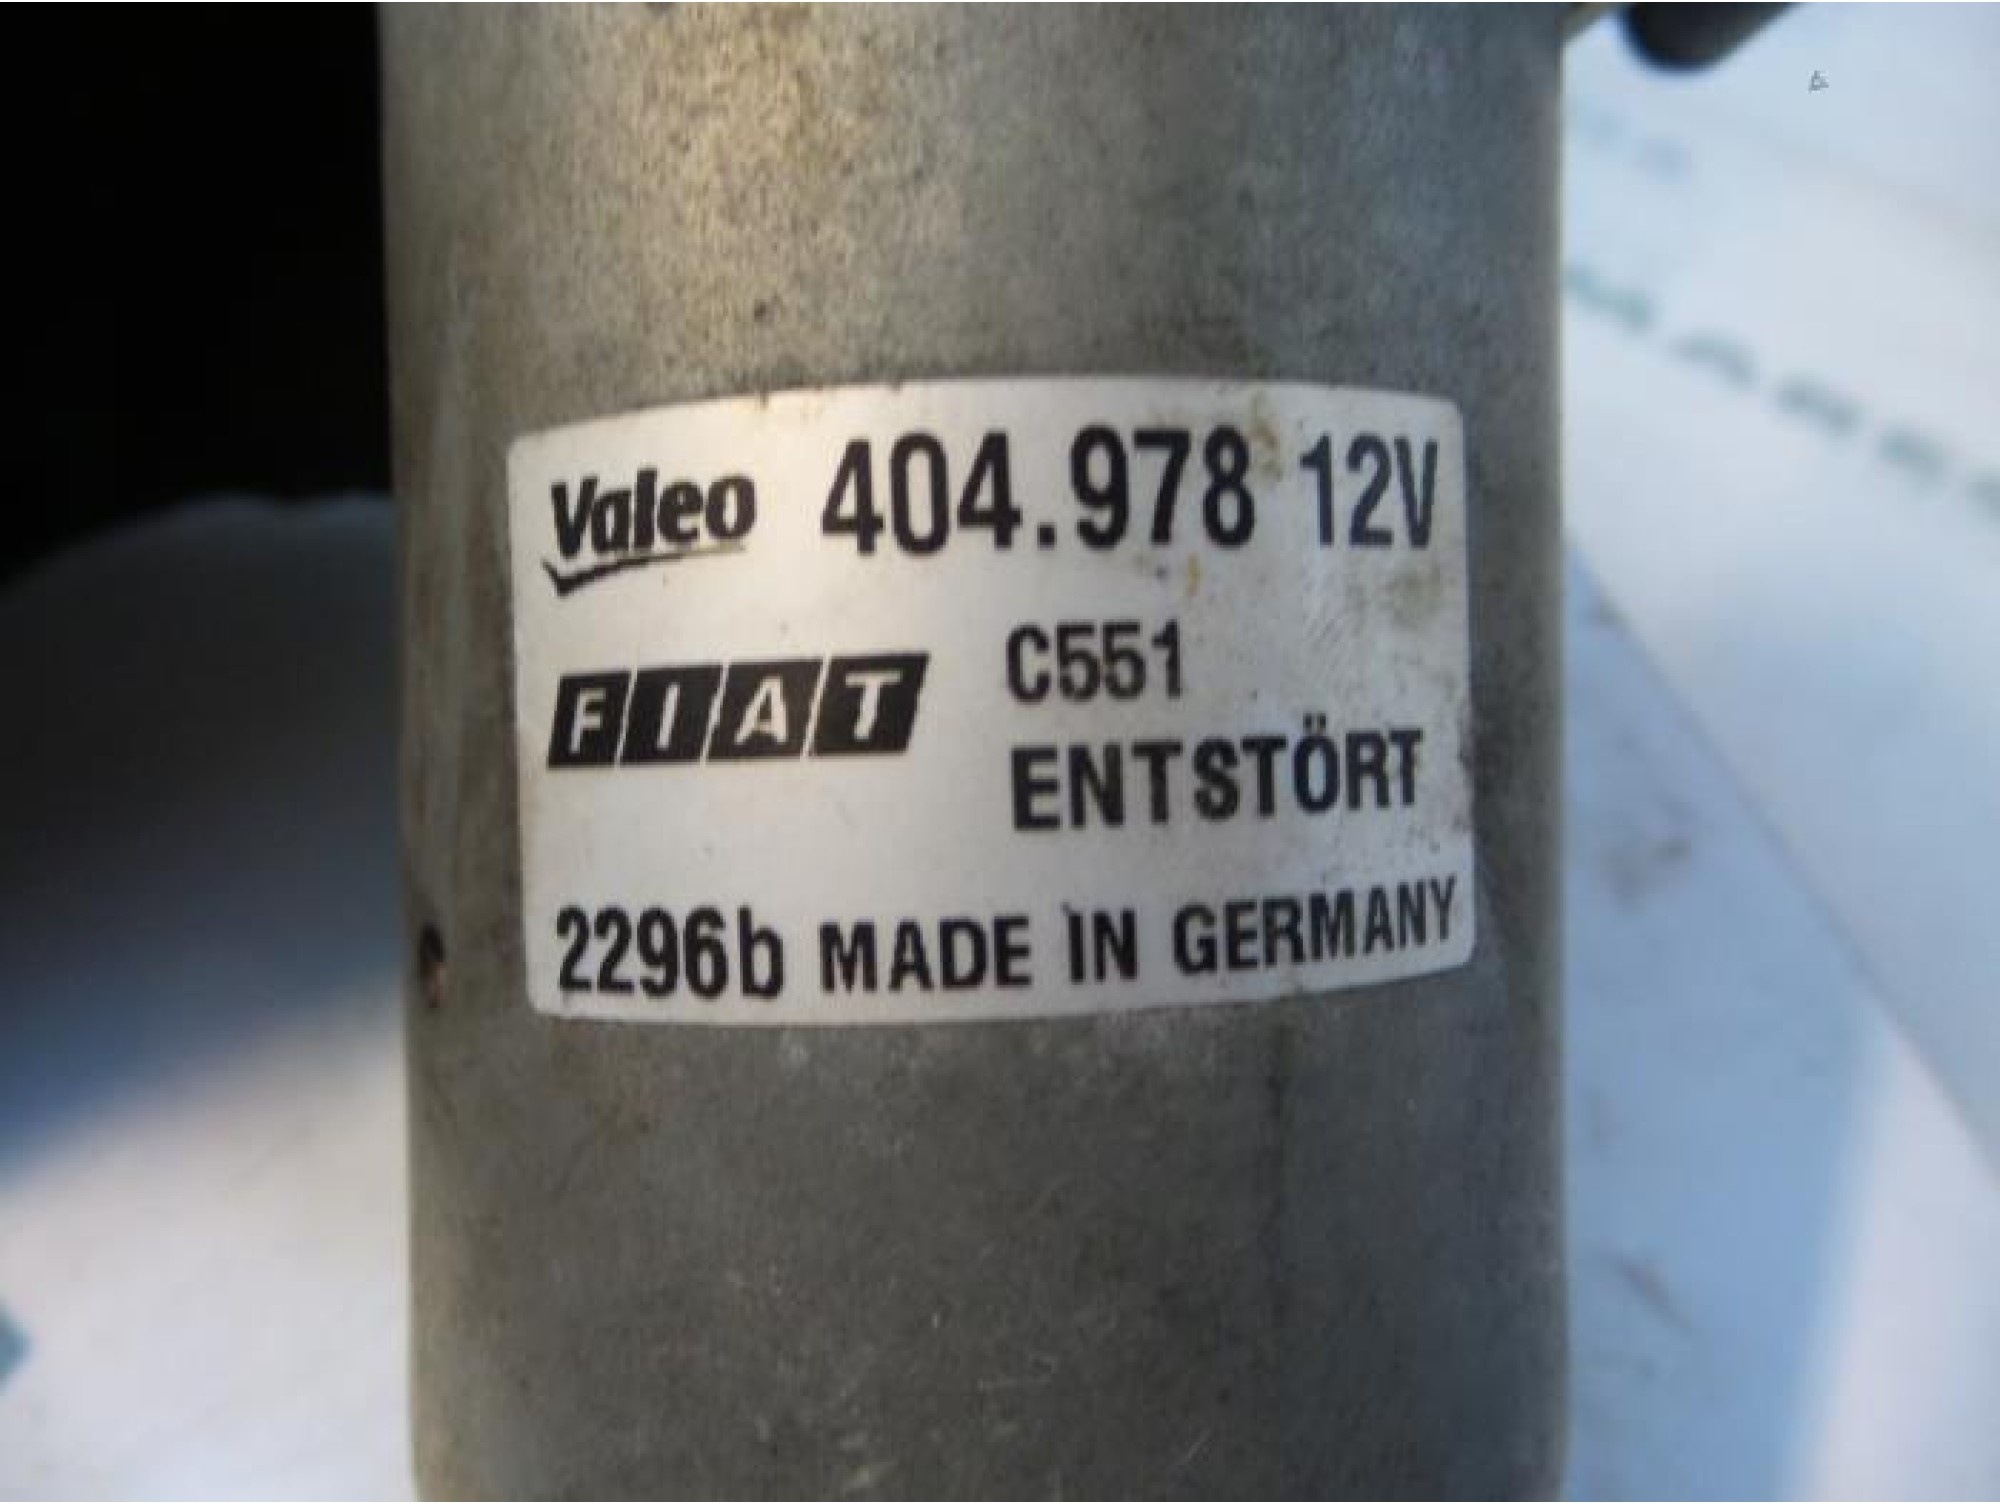 Valeo 404.978 12V
FIAT C551
ENTSTÖRT
2296b MADE IN GERMANY